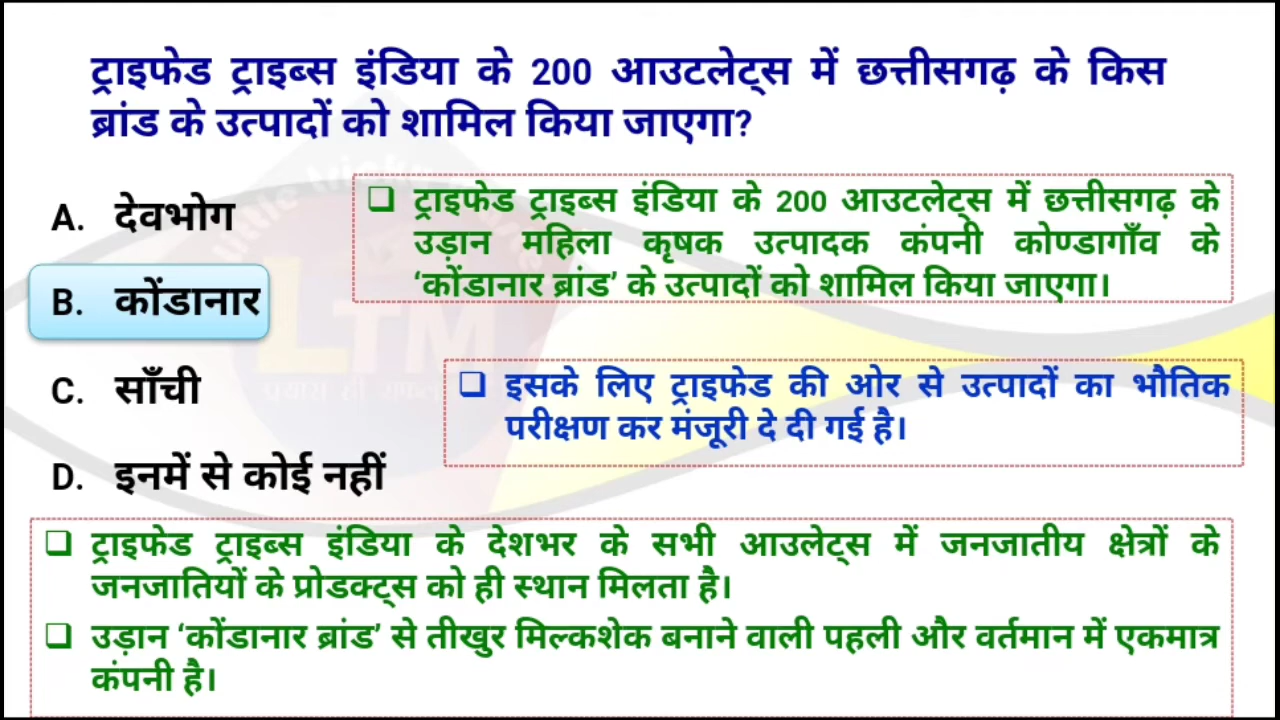 ट्राइफेड ट्राइब्स इंडिया के 200 आउटलेट्स में छत्तीसगढ़ के किस
ब्रांड के उत्पादों को शामिल किया जाएगा?
A. देवभोग
B. कोंडानार
C. साँची
D. इनमें से कोई नहीं
❑ ट्राइफेड ट्राइब्स इंडिया के 200 आउटलेट्स में छत्तीसगढ़ के
उड़ान महिला कृषक उत्पादक कंपनी कोण्डागाँव के
‘कोंडानार ब्रांड’ के उत्पादों को शामिल किया जाएगा।
❑ इसके लिए ट्राइफेड की ओर से उत्पादों का भौतिक
परीक्षण कर मंजूरी दे दी गई है।
❑ ट्राइफेड ट्राइब्स इंडिया के देशभर के सभी आउलेट्स में जनजातीय क्षेत्रों के
जनजातियों के प्रोडक्ट्स को ही स्थान मिलता है।
❑ उड़ान ‘कोंडानार ब्रांड’ से तीखुर मिल्कशेक बनाने वाली पहली और वर्तमान में एकमात्र
कंपनी है।
LTM